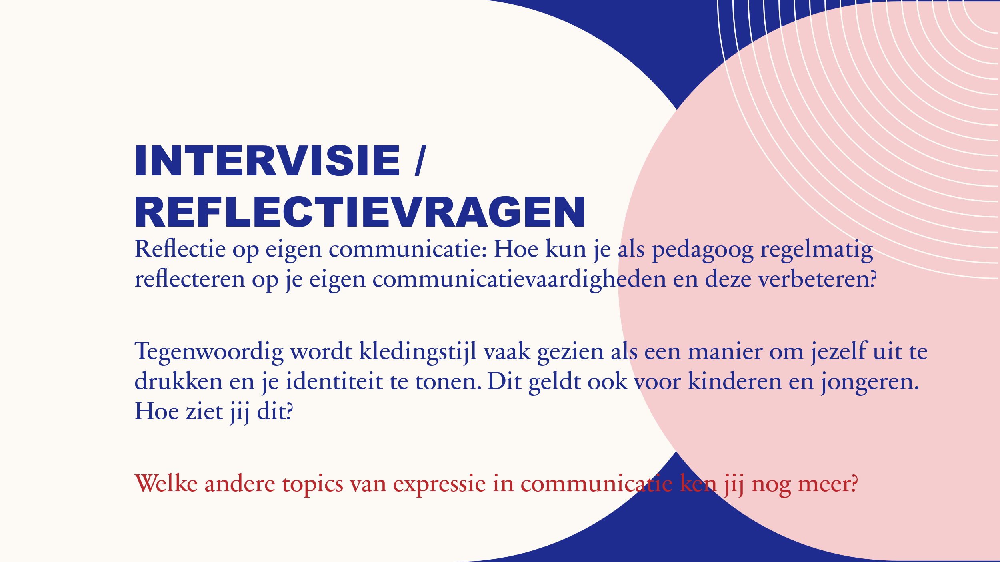 INTERVISIE /
REFLECTIEVRAGEN
Reflectie op eigen communicatie: Hoe kun je als pedagoog regelmatig
reflecteren op je eigen communicatievaardigheden en deze verbeteren?
Tegenwoordig wordt kledingstijl vaak gezien als een manier om jezelf uit te
drukken en je identiteit te tonen. Dit geldt ook voor kinderen en jongeren.
Hoe ziet jij dit?
Welke andere topics van expressie in communicatie ken jij nog meer?